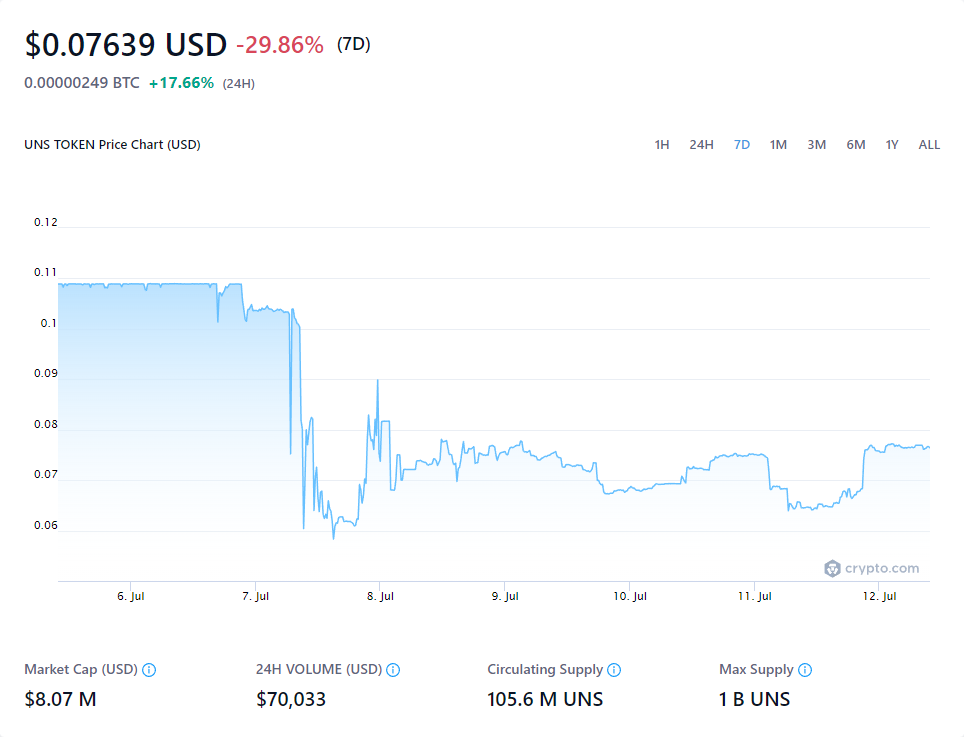 $0.07639 USD -29.86% (7D)
0.00000249 BTC +17.66% (24H)
UNS TOKEN Price Chart (USD) 1H 24H 7D 1M 3M 6M 1Y ALL
0.12
0.11
0.1
0.09
0.08
0.07
0.06
crypto.com
6. Jul 7. Jul 8. Jul 9. Jul 10. Jul 11. Jul 12. Jul
Market Cap (USD) 24H VOLUME (USD) Circulating Supply Max Supply
$8.07 M $70,033 105.6 M UNS 1 B UNS